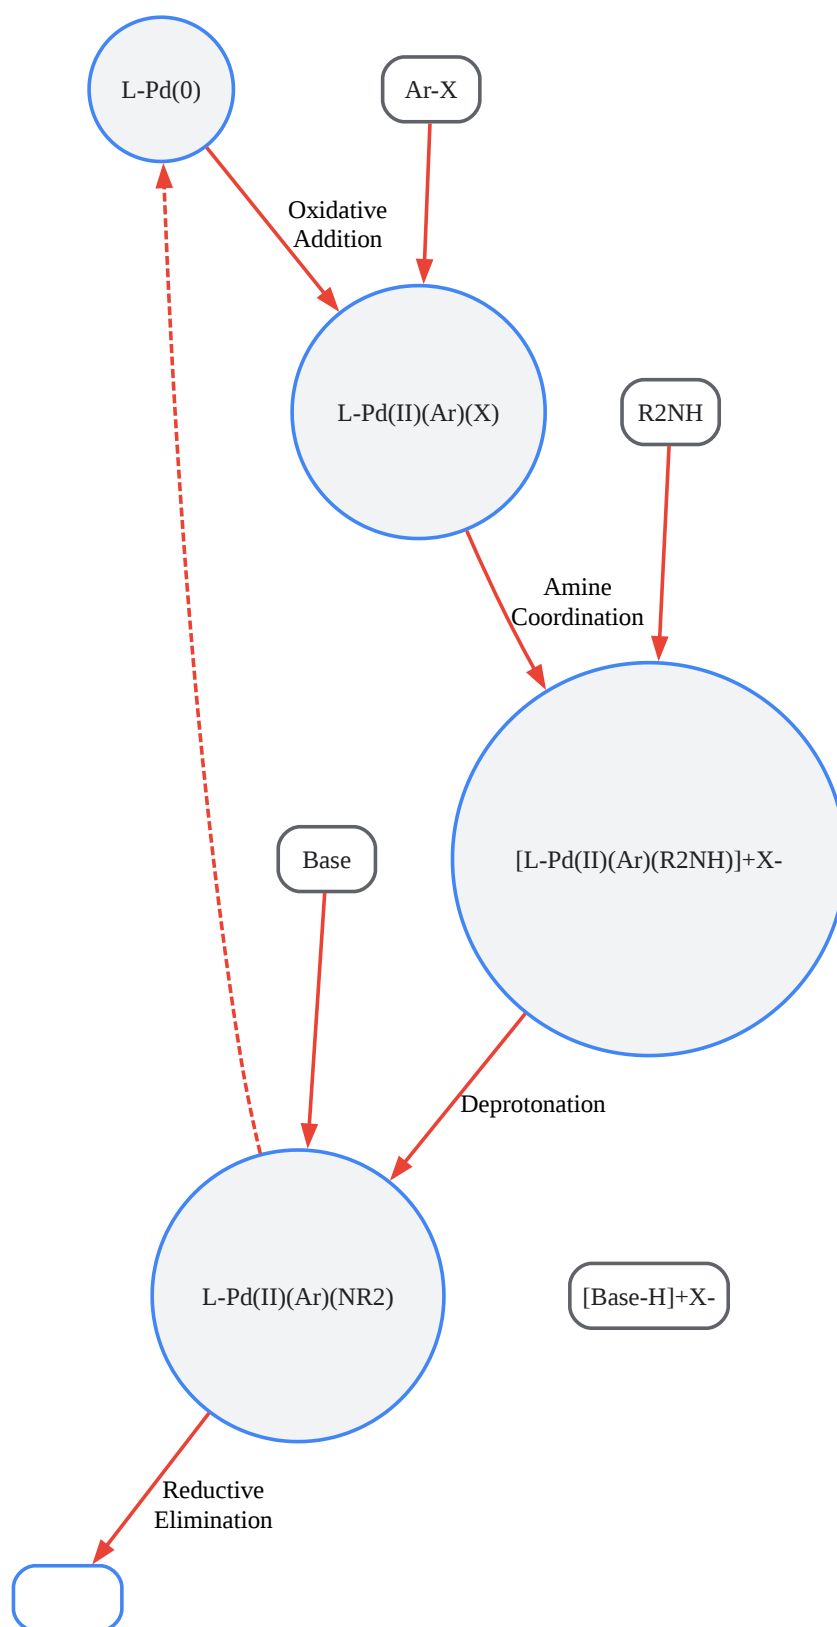 L-Pd(0)
Ar-X
Oxidative
Addition
L-Pd(II)(Ar)(X)
R2NH
Amine
Coordination
[L-Pd(II)(Ar)(R2NH)]+X-
Base
Deprotonation
L-Pd(II)(Ar)(NR2)
[Base-H]+X-
Reductive
Elimination